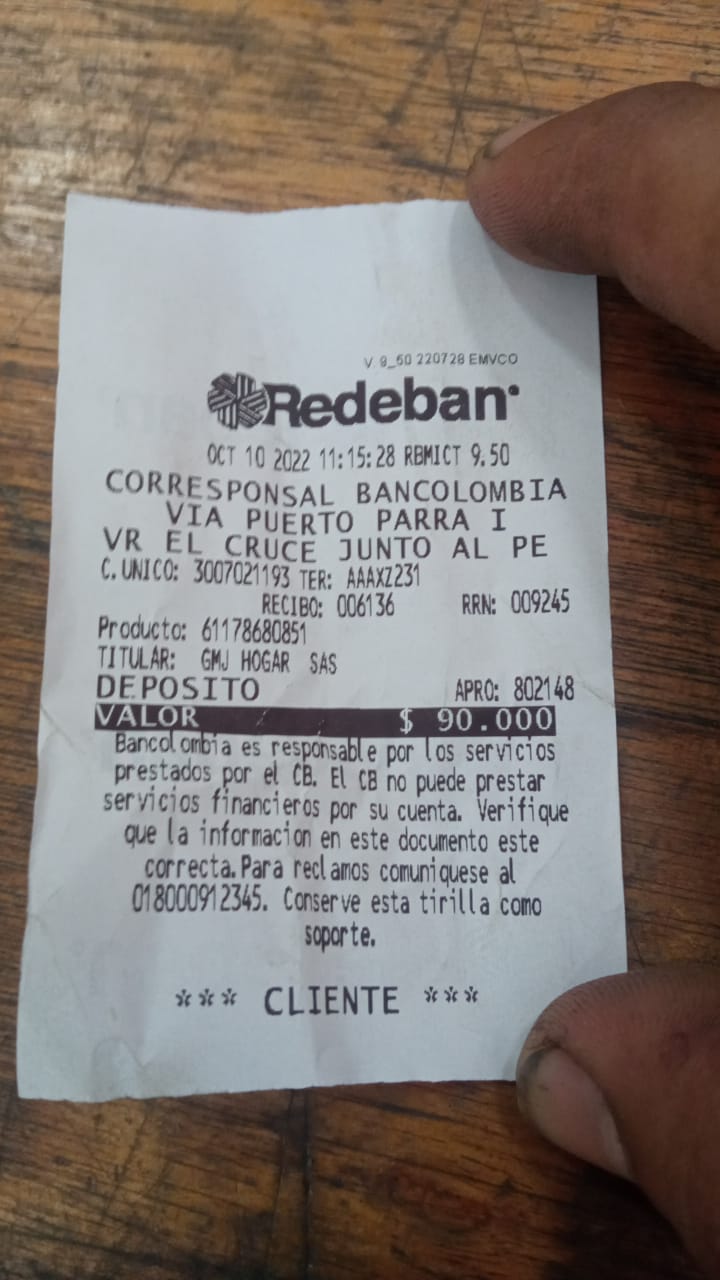 V 9_50 220728 EMVCO
Redeban
OCT 10 2022 11:15:28 RBMICT 9.50
CORRESPONSAL BANCOLOMBIA
VIA PUERTO PARRA I
VR EL CRUCE JUNTO AL PE
C. UNICO: 3007021193 TER: AAAXZ231
RECIBO: 006136 RRN: 009245
Producto: 61178680851
TITULAR: GMJ HOGAR SAS
DEPOSITO APRO: 802148
VALOR $ 90.000
Bancolombia es responsable por los servicios
prestados por el CB. El CB no puede prestar
servicios financieros por su cuenta. Verifique
que la informacion en este documento este
correcta. Para reclamos comuniquese al
018000912345. Conserve esta tirilla como
soporte.
*** CLIENTE ***